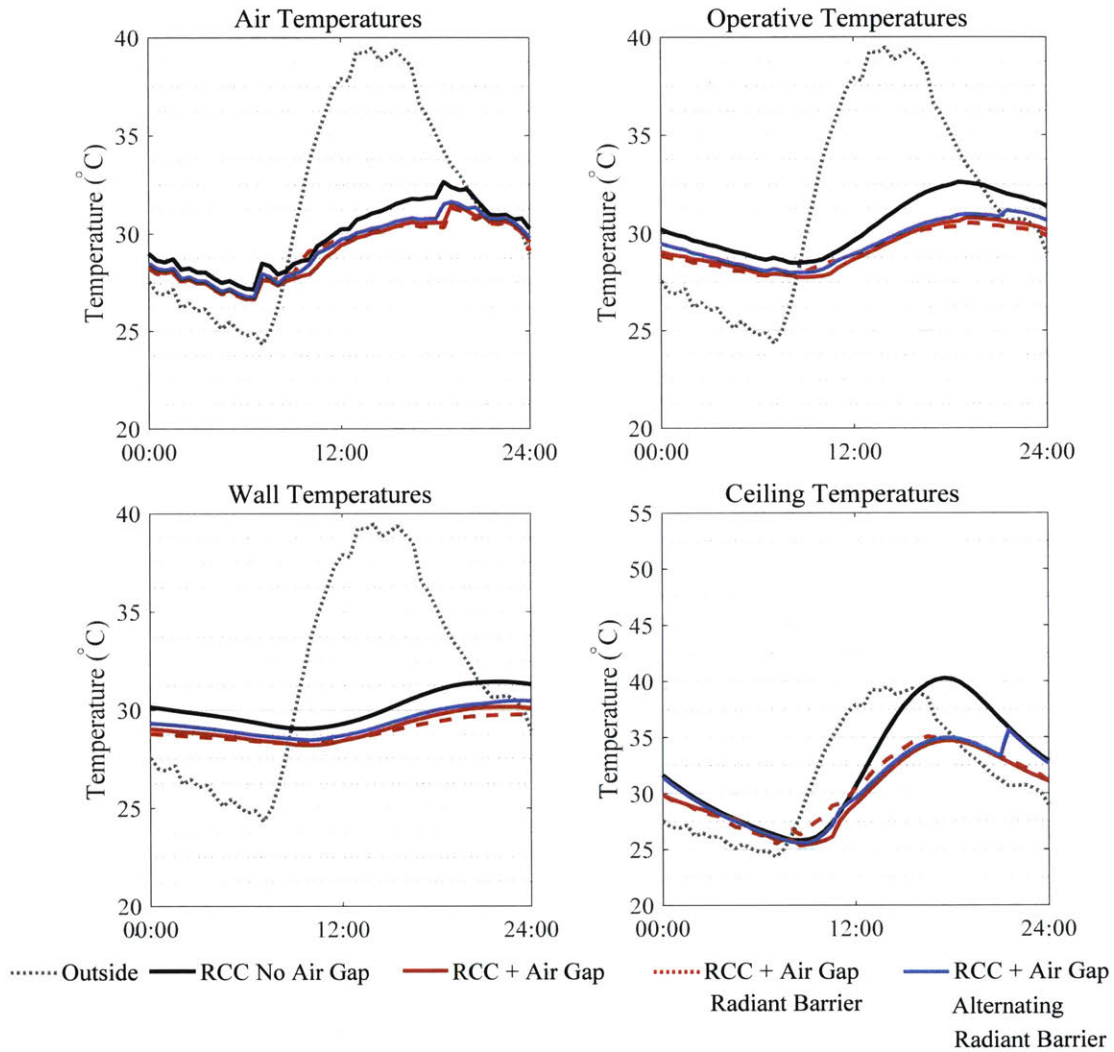 Air Temperatures
Operative Temperatures
40
35
30
25
20
Temperature (°C)
00:00 12:00 24:00
40
35
30
25
20
Temperature (°C)
00:00 12:00 24:00
Wall Temperatures
Ceiling Temperatures
40
35
30
25
20
Temperature (°C)
00:00 12:00 24:00
55
50
45
40
35
30
25
20
Temperature (°C)
00:00 12:00 24:00
Outside RCC No Air Gap RCC + Air Gap RCC + Air Gap RCC + Air Gap
Radiant Barrier Alternating
Radiant Barrier